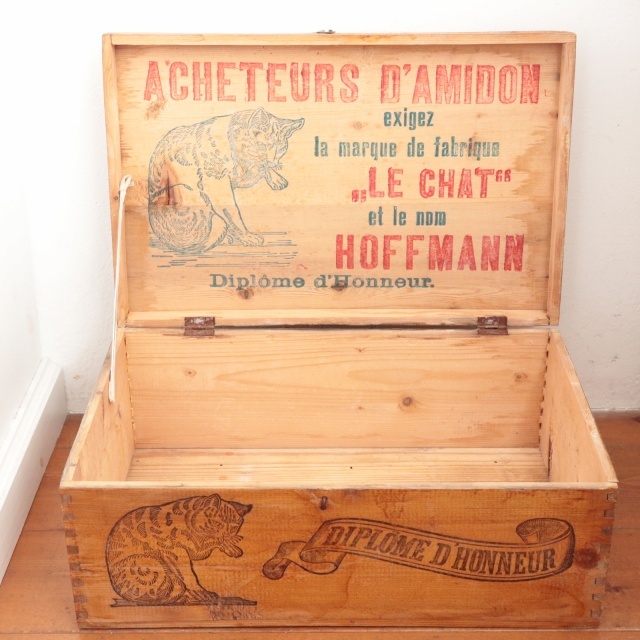 ACHETEURS D'AMIDON
exigez
la marque de fabrique
„LE CHAT“
et le nom
HOFFMANN
Diplôme d'Honneur.
DIPLOME D'HONNEUR